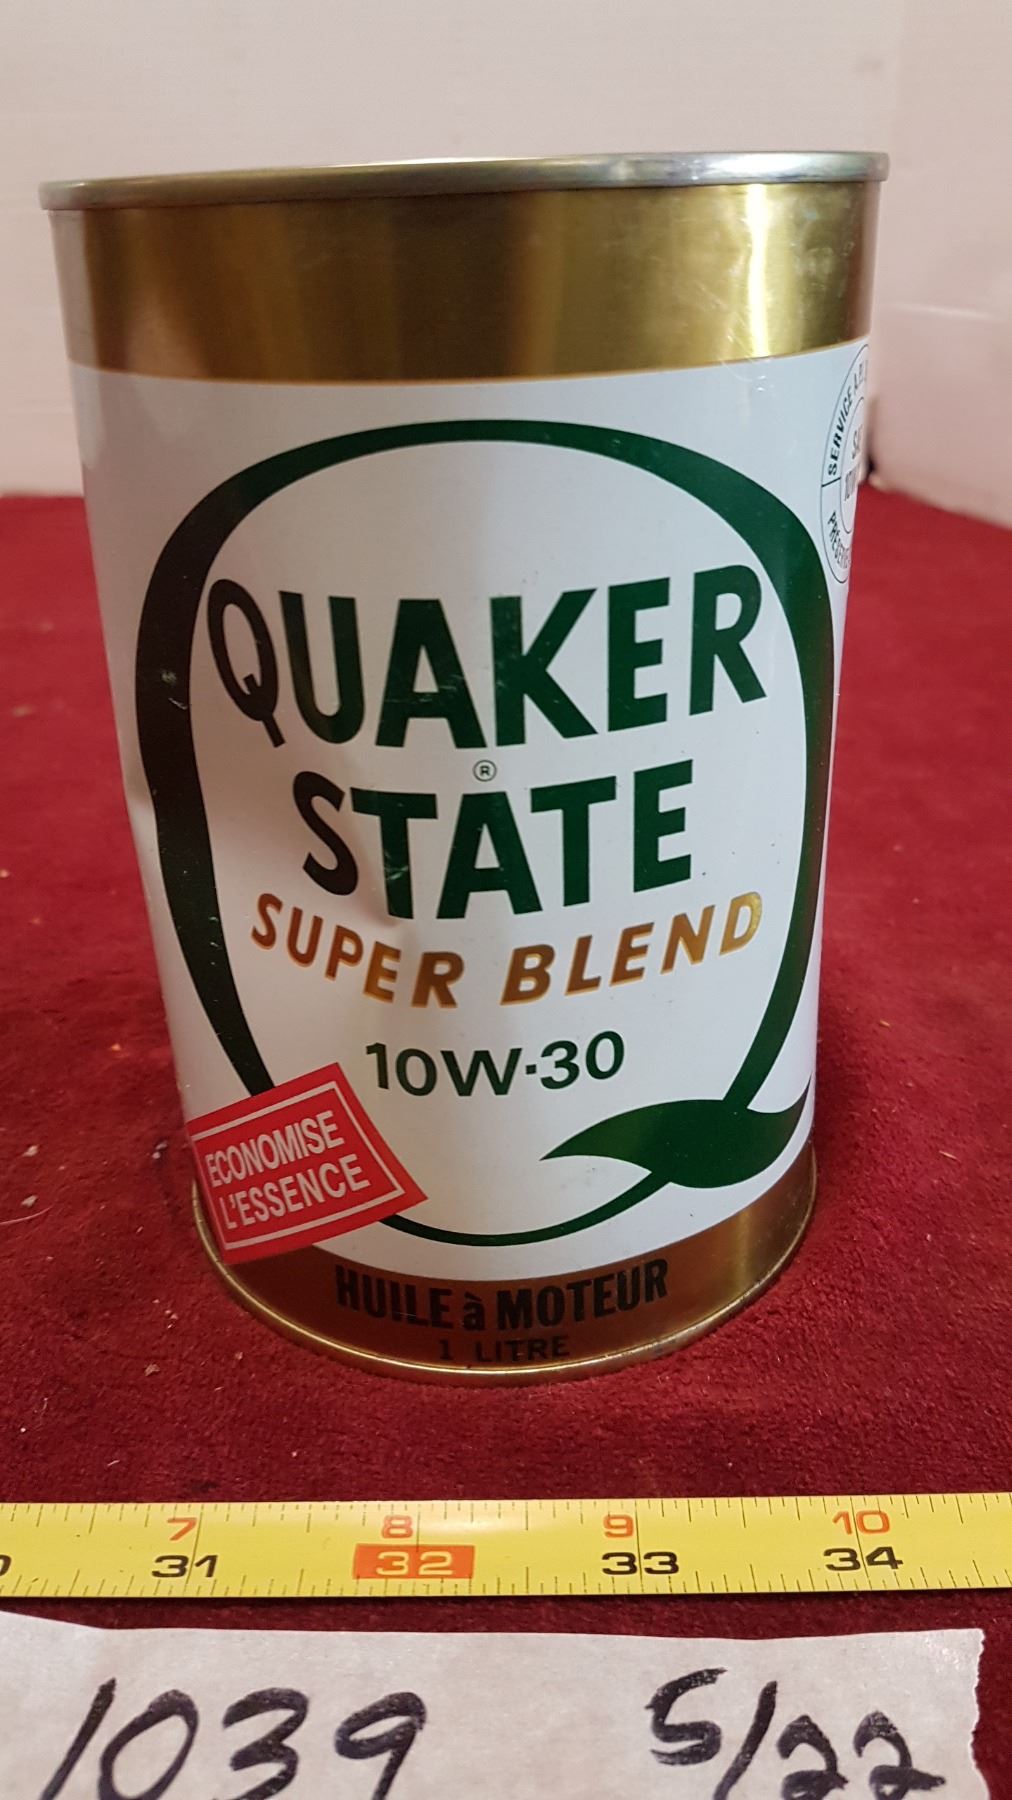 SERVICE
QUAKER
STATE
®
SUPER BLEND
10W-30
ECONOMISE
L'ESSENCE
HUILE à MOTEUR
1 LITRE
7 8 9 10
31 32 33 34
1039 5/22